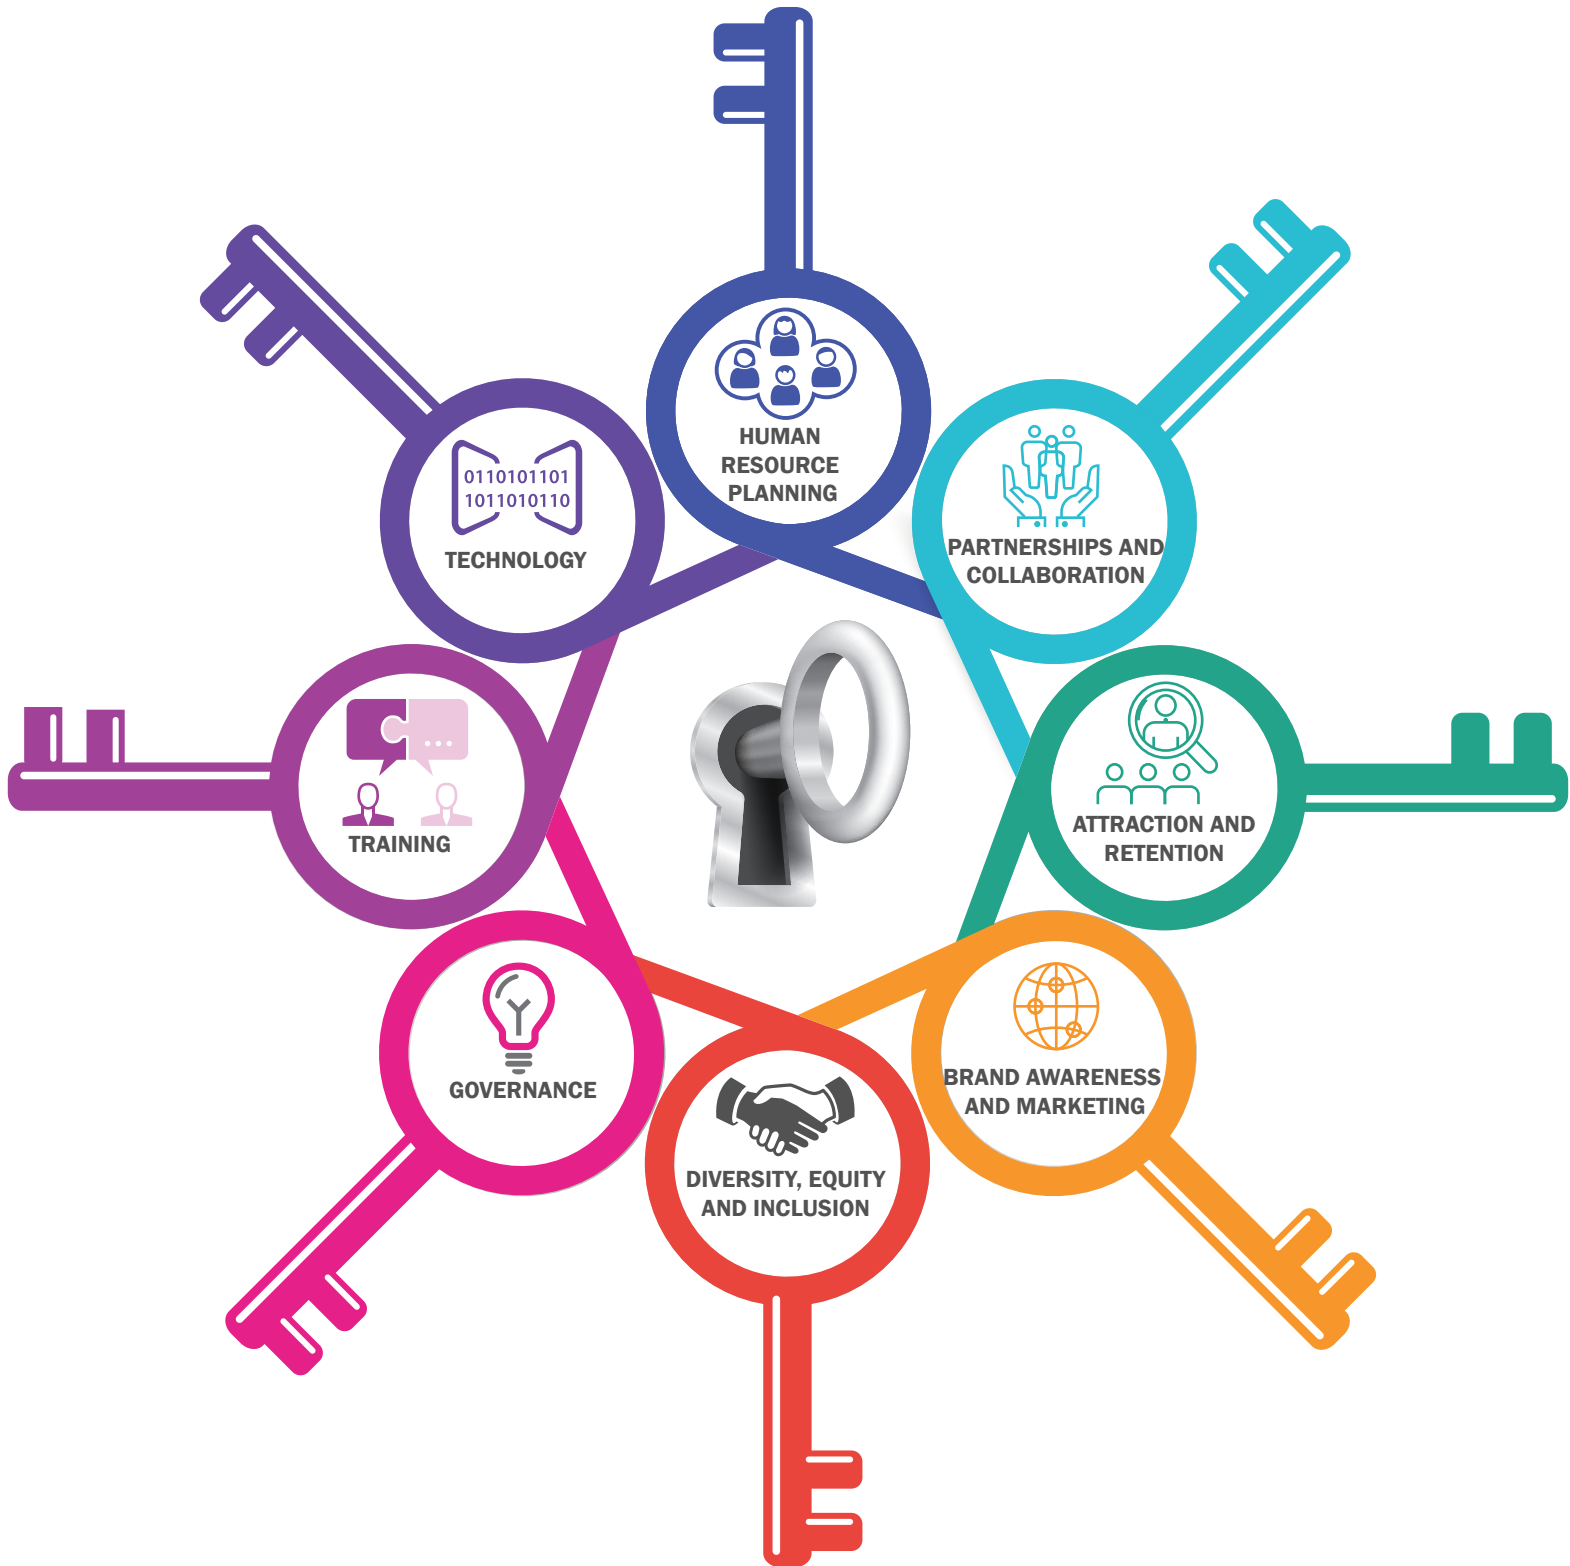 HUMAN
RESOURCE
PLANNING
PARTNERSHIPS AND
COLLABORATION
ATTRACTION AND
RETENTION
BRAND AWARENESS
AND MARKETING
DIVERSITY, EQUITY
AND INCLUSION
GOVERNANCE
TRAINING
0110101101
1011010110
TECHNOLOGY